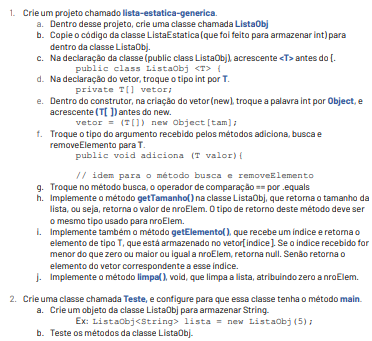 1. Crie um projeto chamado lista-estatica-generica.
a. Dentro desse projeto, crie uma classe chamada ListaObj
b. Copie o código da classe ListaEstatica (que foi feito para armazenar int) para
dentro da classe ListaObj.
c. Na declaração da classe (public class ListaObj), acrescente <T> antes do {.
public class ListaObj <T> {
d. Na declaração do vetor, troque o tipo int por T.
private T[] vetor;
e. Dentro do construtor, na criação do vetor (new), troque a palavra int por Object, e
acrescente (T[ ]) antes do new.
vetor = (T[]) new Object[tam];
f. Troque o tipo do argumento recebido pelos métodos adiciona, busca e
removeElemento para T.
public void adiciona (T valor){
// idem para o método busca e removeElemento
g. Troque no método busca, o operador de comparação == por .equals
h. Implemente o método getTamanho() na classe ListaObj, que retorna o tamanho da
lista, ou seja, retorna o valor de nroElem. O tipo de retorno deste método deve ser
o mesmo tipo usado para nroElem.
i. Implemente também o método getElemento(), que recebe um índice e retorna o
elemento de tipo T, que está armazenado no vetor[indice]. Se o índice recebido for
menor do que zero ou maior ou igual a nroElem, retorna null. Senão retorna o
elemento do vetor correspondente a esse índice.
j. Implemente o método limpa(), void, que limpa a lista, atribuindo zero a nroElem.
2. Crie uma classe chamada Teste, e configure para que essa classe tenha o método main.
a. Crie um objeto da classe ListaObj para armazenar String.
Ex: ListaObj<String> lista = new ListaObj(5);
b. Teste os métodos da classe ListaObj.